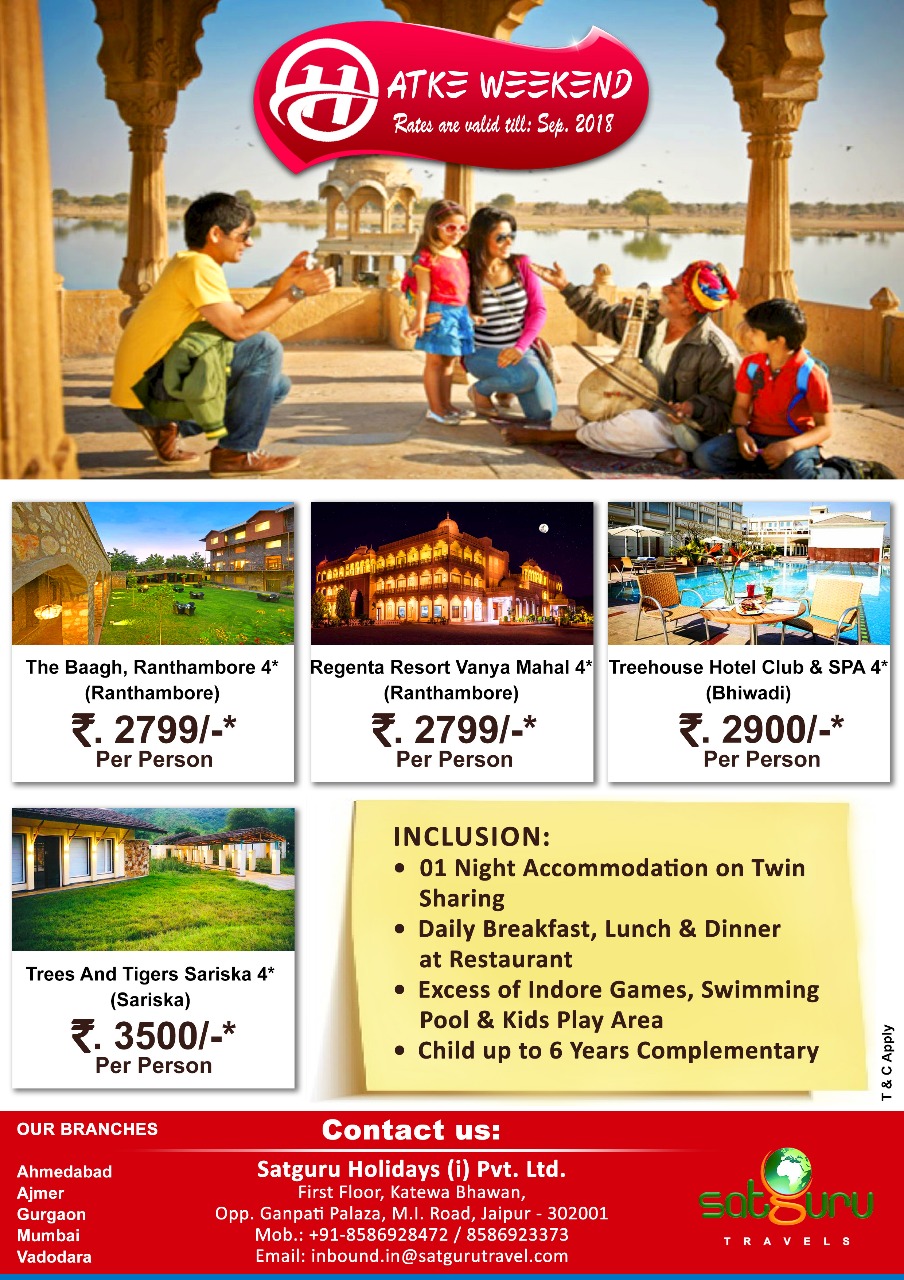 HATKE WEEKEND
Rates are valid till: Sep. 2018
The Baagh, Ranthambore 4*
(Ranthambore)
₹. 2799/-*
Per Person
Regenta Resort Vanya Mahal 4*
(Ranthambore)
₹. 2799/-*
Per Person
Treehouse Hotel Club & SPA 4*
(Bhiwadi)
₹. 2900/-*
Per Person
Trees And Tigers Sariska 4*
(Sariska)
₹. 3500/-*
Per Person
INCLUSION:
• 01 Night Accommodation on Twin
Sharing
• Daily Breakfast, Lunch & Dinner
at Restaurant
• Excess of Indore Games, Swimming
Pool & Kids Play Area
• Child up to 6 Years Complementary
T & C Apply
OUR BRANCHES
Ahmedabad
Ajmer
Gurgaon
Mumbai
Vadodara
Contact us:
Satguru Holidays (i) Pvt. Ltd.
First Floor, Katewa Bhawan,
Opp. Ganpati Palaza, M.I. Road, Jaipur - 302001
Mob.: +91-8586928472 / 8586923373
Email: inbound.in@satgurutravel.com
satguru
TRAVELS